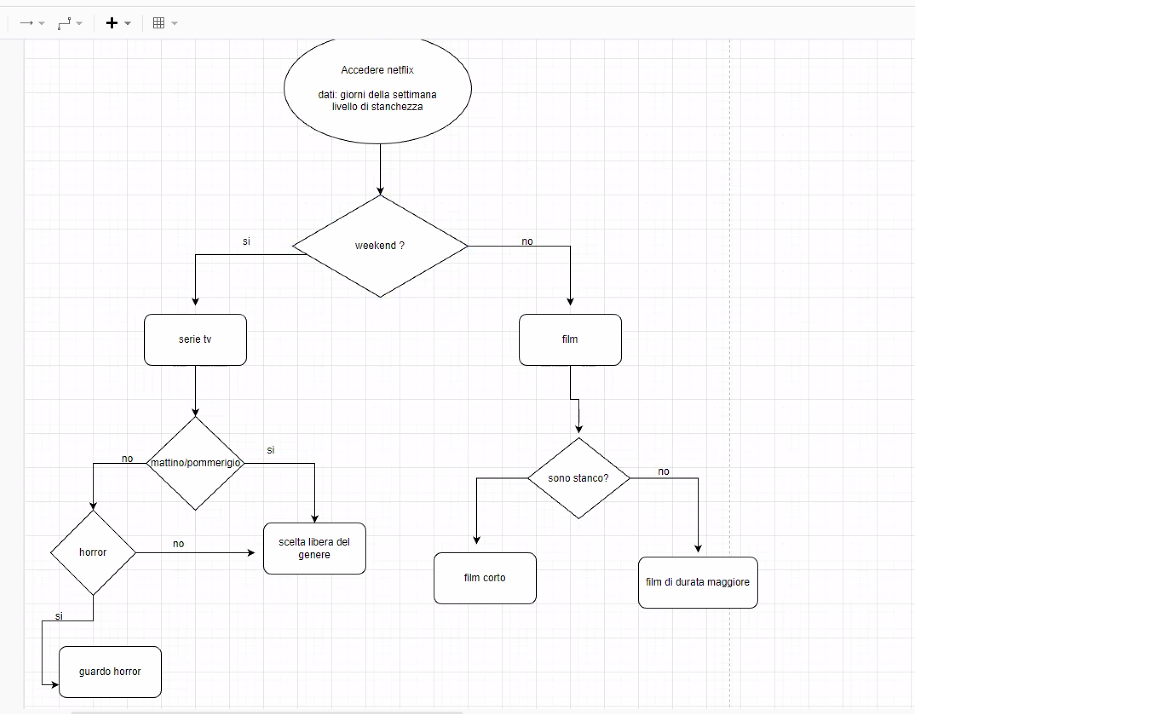 Accedere netflix
dati: giorni della settimana
livello di stanchezza
weekend ?
si
no
serie tv
film
mattino/pommerigio
no
si
sono stanco?
no
horror
no
scelta libera del
genere
film corto
film di durata maggiore
si
guardo horror